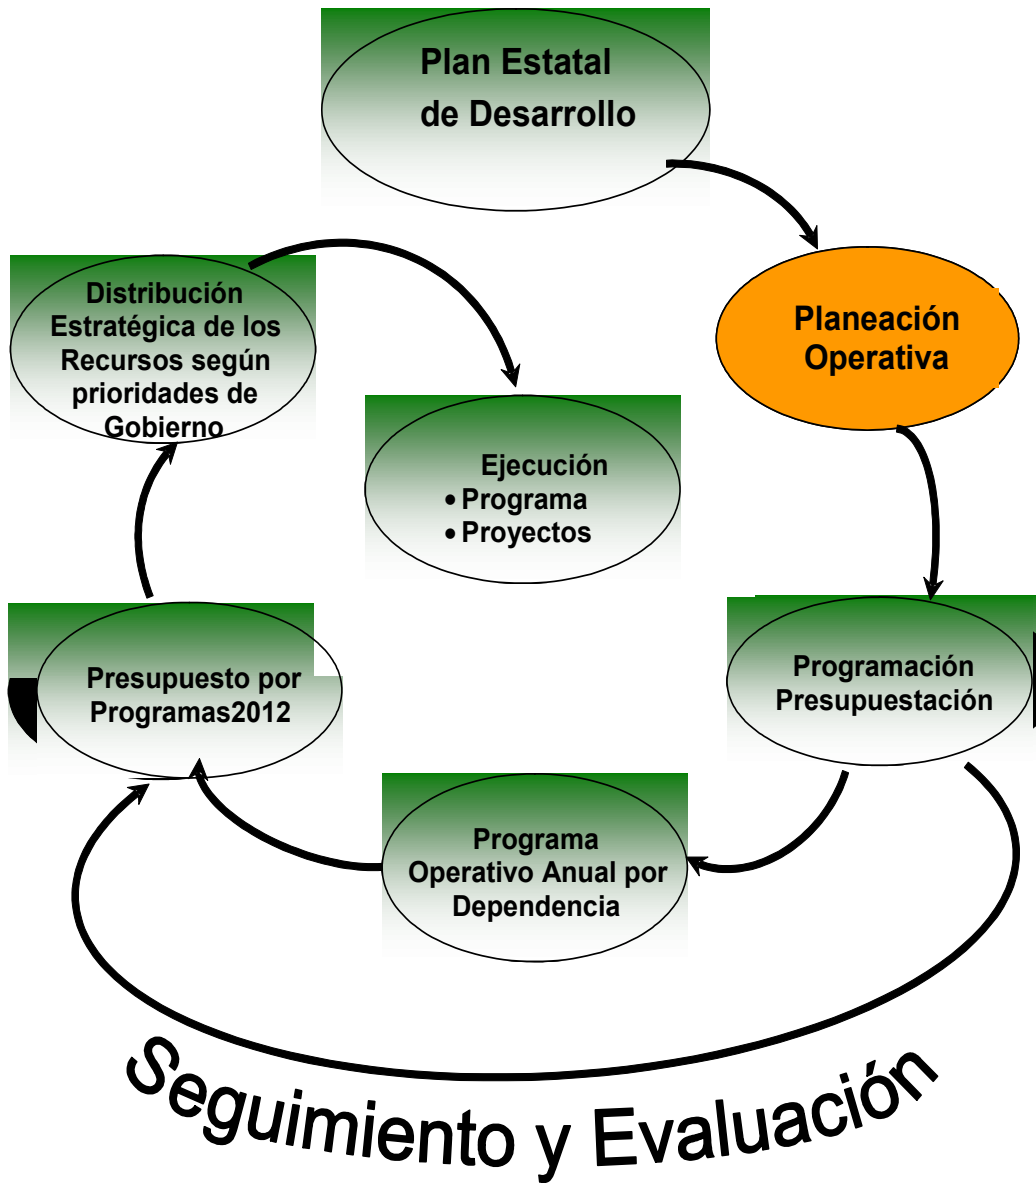 Plan Estatal
de Desarrollo
Planeación
Operativa
Programación
Presupuestación
Programa
Operativo Anual por
Dependencia
Presupuesto por
Programas2012
Distribución
Estratégica de los
Recursos según
prioridades de
Gobierno
Ejecución
• Programa
• Proyectos
Seguimiento y Evaluación